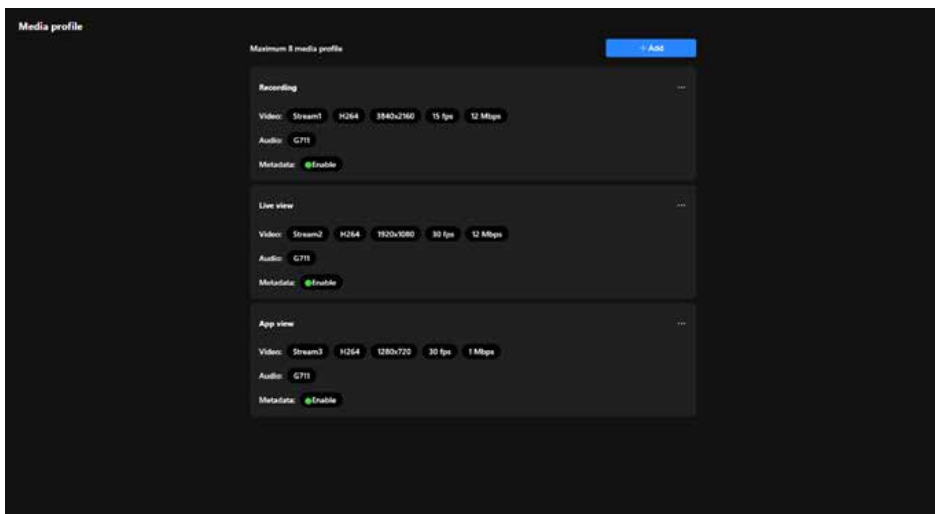 Media profile
Maximum 8 media profile
+ Add
Recording
...
Video: Stream1 H264 3840x2160 15 fps 12 Mbps
Audio: G711
Metadata: Enable
Live view
...
Video: Stream2 H264 1920x1080 30 fps 12 Mbps
Audio: G711
Metadata: Enable
App view
...
Video: Stream3 H264 1280x720 30 fps 1 Mbps
Audio: G711
Metadata: Enable